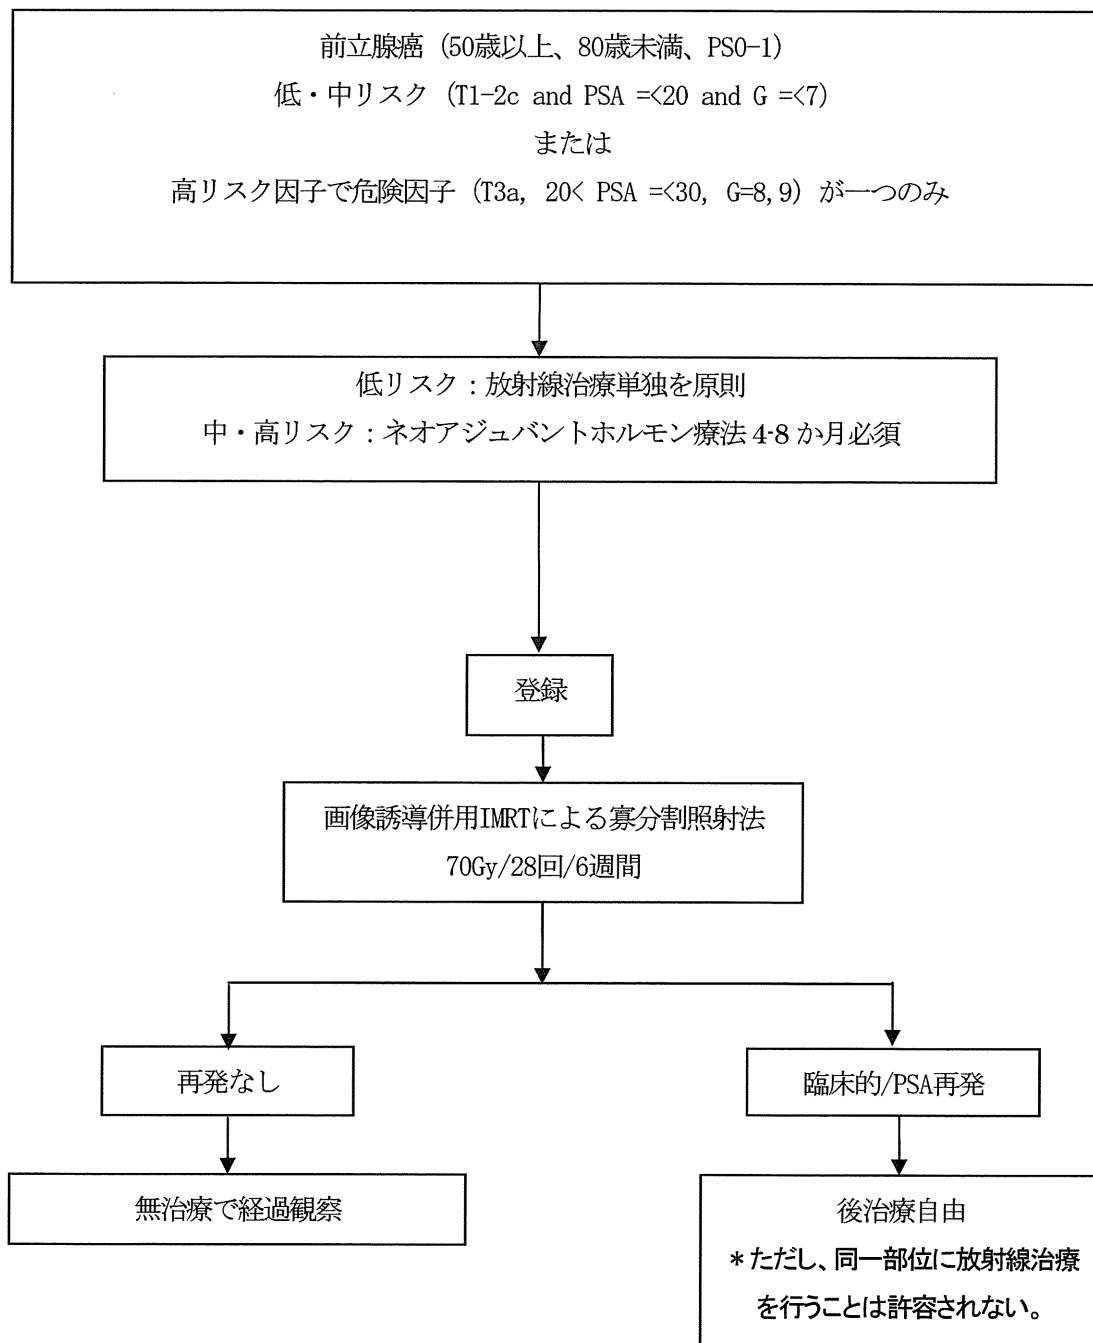 前立腺癌（50歳以上、80歳未満、PS0-1）
低・中リスク（T1-2c and PSA =<20 and G =<7）
または
高リスク因子で危険因子（T3a, 20< PSA =<30, G=8,9）が一つのみ
低リスク：放射線治療単独を原則
中・高リスク：ネオアジュバントホルモン療法 4-8 か月必須
登録
画像誘導併用IMRTによる寡分割照射法
70Gy/28回/6週間
再発なし
臨床的/PSA再発
無治療で経過観察
後治療自由
＊ただし、同一部位に放射線治療
を行うことは許容されない。